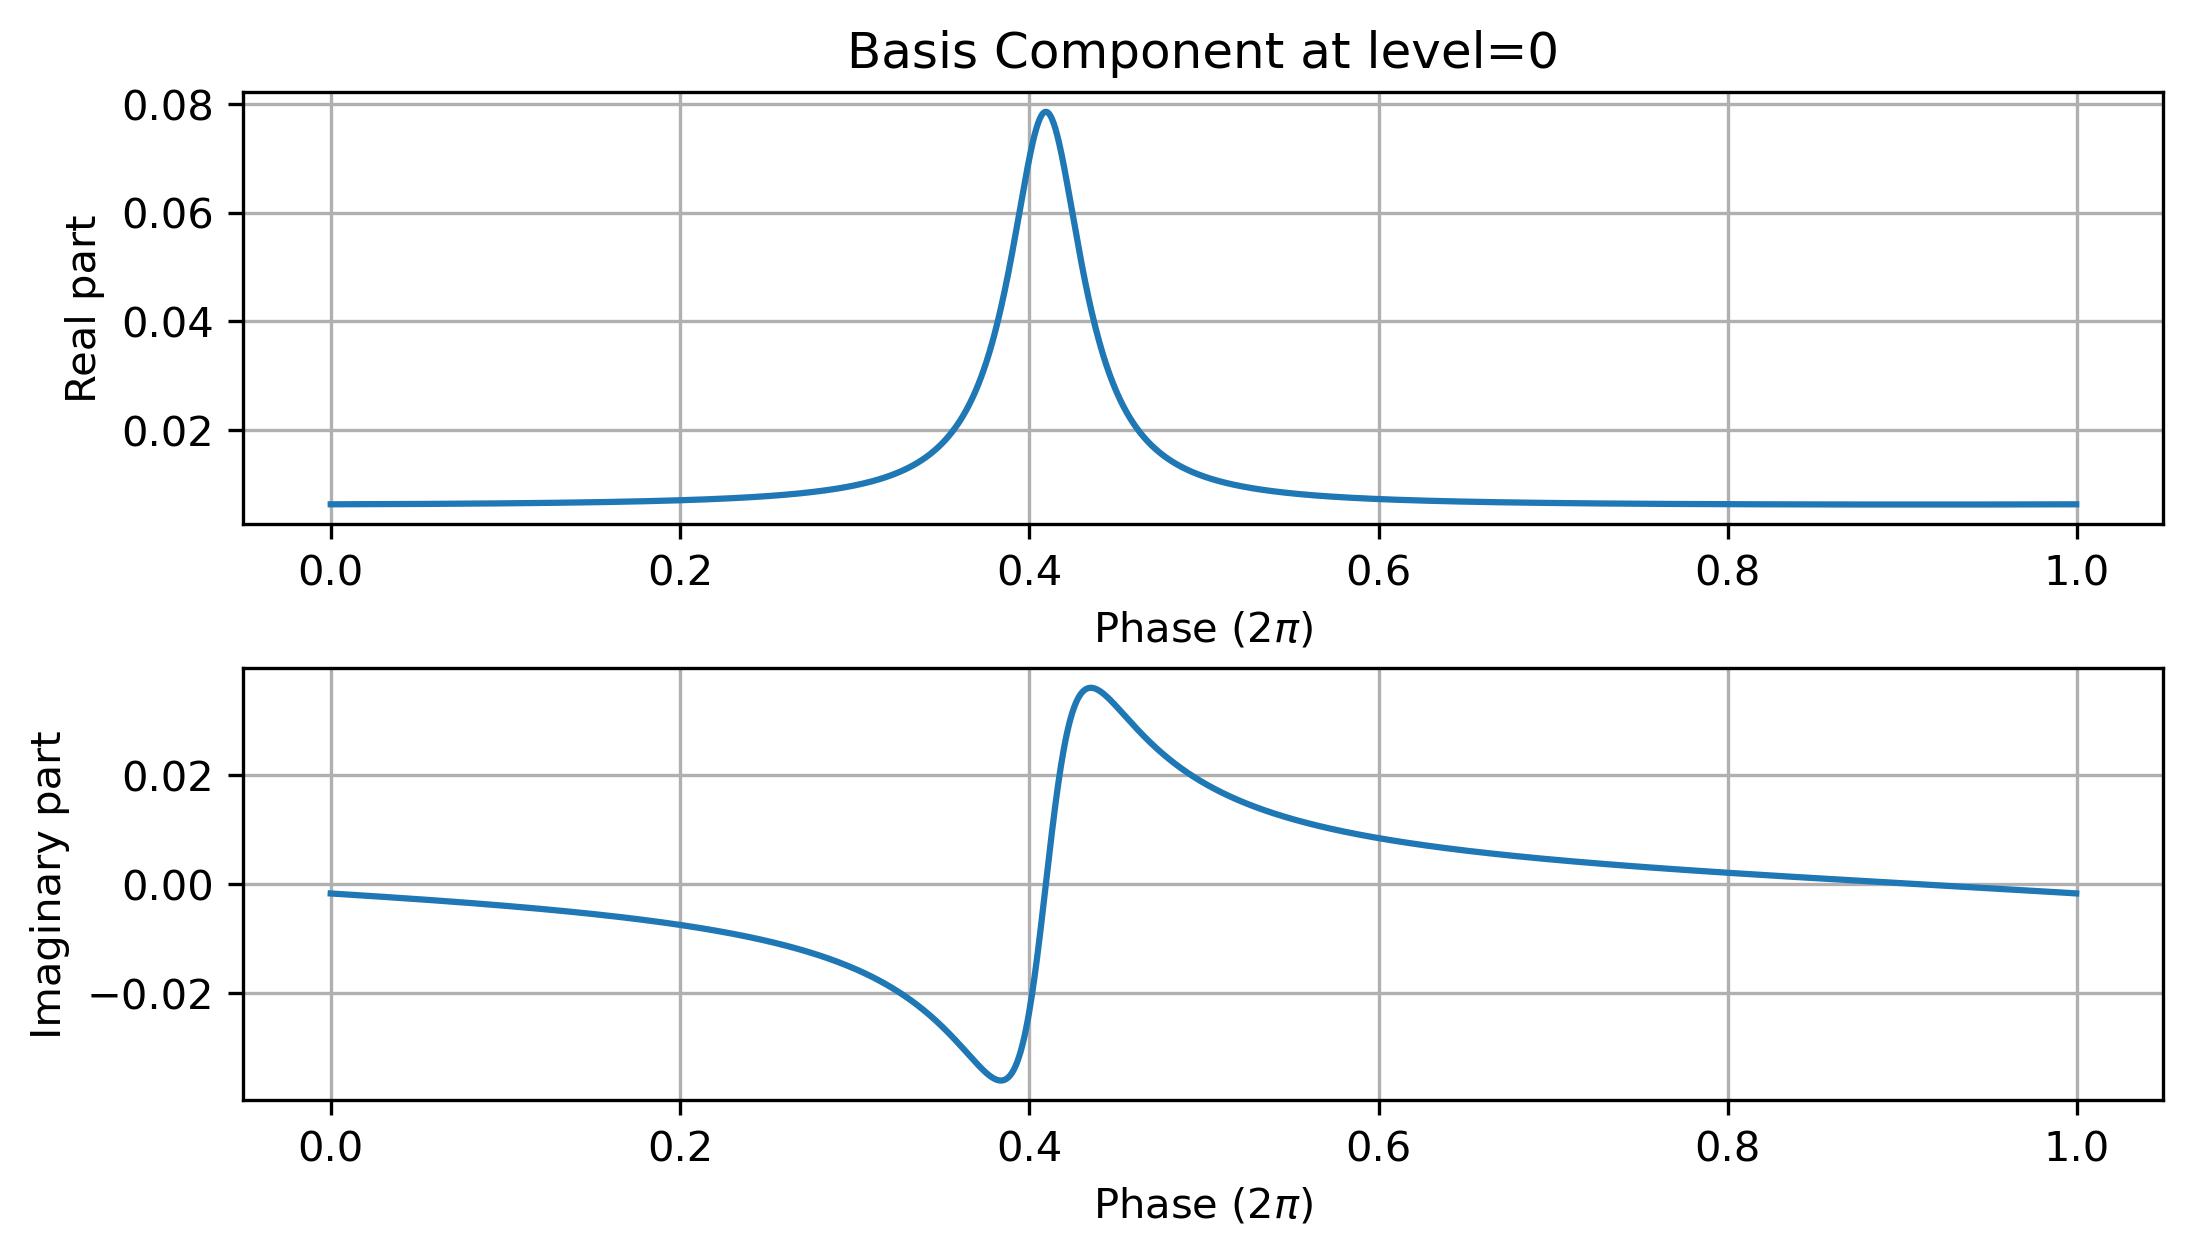 Basis Component at level=0
0.08
0.06
0.04
0.02
Real part
0.0 0.2 0.4 0.6 0.8 1.0
Phase (2π)
0.02
0.00
−0.02
Imaginary part
0.0 0.2 0.4 0.6 0.8 1.0
Phase (2π)